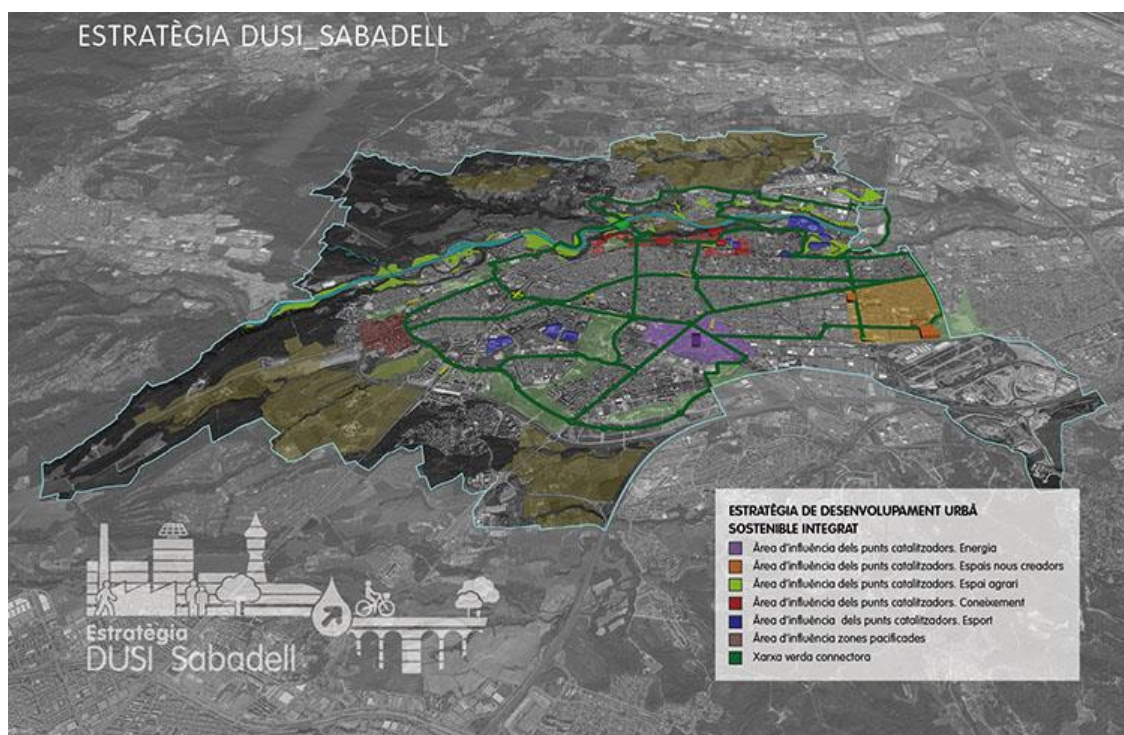 ESTRATÈGIA DUSI_SABADELL
ESTRATÈGIA DE DESENVOLUPAMENT URBÀ
SOSTENIBLE INTEGRAT
Àrea d'influència dels punts catalitzadors. Energia
Àrea d'influència dels punts catalitzadors. Espais nous creadors
Àrea d'influència dels punts catalitzadors. Espai agrari
Àrea d'influència dels punts catalitzadors. Coneixement
Àrea d'influència dels punts catalitzadors. Esport
Àrea d'influència zones pacificades
Xarxa verda connectora
Estratègia
DUSI_Sabadell